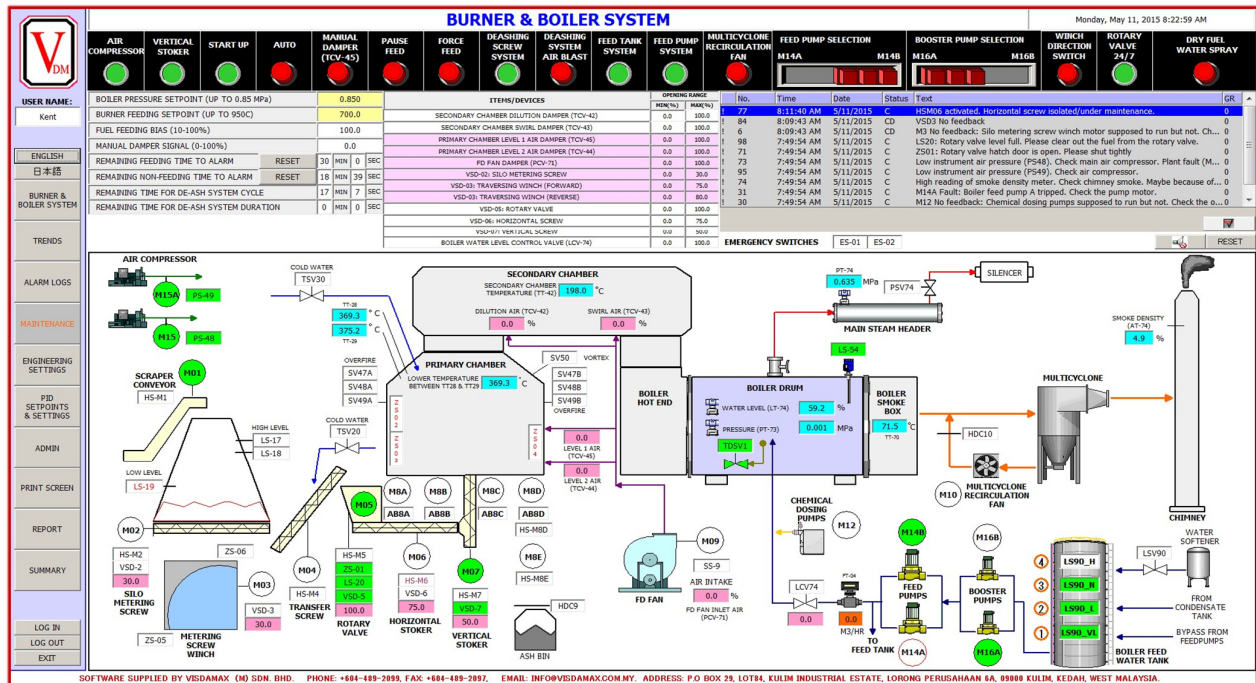 BURNER & BOILER SYSTEM
Monday, May 11, 2015 8:22:59 AM
VDM
AIR COMPRESSOR
VERTICAL STOKER
START UP
AUTO
MANUAL DAMPER (TCV-45)
PAUSE FEED
FORCE FEED
DEASHING SCREW SYSTEM
DEASHING SYSTEM AIR BLAST
FEED TANK SYSTEM
FEED PUMP SYSTEM
MULTICYCLONE RECIRCULATION FAN
FEED PUMP SELECTION
M14A M14B
BOOSTER PUMP SELECTION
M16A M16B
WINCH DIRECTION SWITCH
ROTARY VALVE 24/7
DRY FUEL WATER SPRAY
USER NAME:
Kent
ENGLISH
日本語
BURNER & BOILER SYSTEM
TRENDS
ALARM LOGS
MAINTENANCE
ENGINEERING SETTINGS
PID SETPOINTS & SETTINGS
ADMIN
PRINT SCREEN
REPORT
SUMMARY
LOG IN
LOG OUT
EXIT
BOILER PRESSURE SETPOINT (UP TO 0.85 MPa) 0.850
BURNER FEEDING SETPOINT (UP TO 950C) 700.0
FUEL FEEDING BIAS (10-100%) 100.0
MANUAL DAMPER SIGNAL (0-100%) 0.0
REMAINING FEEDING TIME TO ALARM RESET 30 MIN 0 SEC
REMAINING NON-FEEDING TIME TO ALARM RESET 18 MIN 39 SEC
REMAINING TIME FOR DE-ASH SYSTEM CYCLE 17 MIN 7 SEC
REMAINING TIME FOR DE-ASH SYSTEM DURATION 0 MIN 0 SEC
ITEMS/DEVICES OPENING RANGE
MIN(%) MAX(%)
SECONDARY CHAMBER DILUTION DAMPER (TCV-42) 0.0 100.0
SECONDARY CHAMBER SWIRL DAMPER (TCV-43) 0.0 100.0
PRIMARY CHAMBER LEVEL 1 AIR DAMPER (TCV-45) 0.0 100.0
PRIMARY CHAMBER LEVEL 2 AIR DAMPER (TCV-44) 0.0 100.0
FD FAN DAMPER (PCV-71) 0.0 100.0
VSD-02: SILO METERING SCREW 0.0 30.0
VSD-03: TRAVERSING WINCH (FORWARD) 0.0 75.0
VSD-03: TRAVERSING WINCH (REVERSE) 0.0 80.0
VSD-05: ROTARY VALVE 0.0 100.0
VSD-06: HORIZONTAL SCREW 0.0 75.0
VSD-07: VERTICAL SCREW 0.0 50.0
BOILER WATER LEVEL CONTROL VALVE (LCV-74) 0.0 100.0
No. Time Date Status Text GR
! 77 8:11:40 AM 5/11/2015 C HSM06 activated. Horizontal screw isolated/under maintenance. 0
! 84 8:09:43 AM 5/11/2015 CD VSD3 No feedback 0
! 6 8:09:43 AM 5/11/2015 CD M3 No feedback: Silo metering screw winch motor supposed to run but not. Ch... 0
! 98 7:49:54 AM 5/11/2015 C LS20: Rotary valve level full. Please clear out the fuel from the rotary valve. 0
! 71 7:49:54 AM 5/11/2015 C ZS01: Rotary valve hatch door is open. Please shut tightly 0
! 73 7:49:54 AM 5/11/2015 C Low instrument air pressure (PS48). Check main air compressor. Plant fault (M... 0
! 95 7:49:54 AM 5/11/2015 C Low instrument air pressure (PS49). Check air compressor. 0
! 74 7:49:54 AM 5/11/2015 C High reading of smoke density meter. Check chimney smoke. Maybe because of... 0
! 31 7:49:54 AM 5/11/2015 C M14A Fault: Boiler feed pump A tripped. Check the pump motor. 0
! 30 7:49:54 AM 5/11/2015 C M12 No feedback: Chemical dosing pumps supposed to run but not. Check the o... 0
EMERGENCY SWITCHES ES-01 ES-02
RESET
AIR COMPRESSOR
M15A PS-49
M15 PS-48
COLD WATER
TSV30
TT-28
369.3 °C
375.2 °C
TT-29
SECONDARY CHAMBER
SECONDARY CHAMBER TEMPERATURE (TT-42) 198.0 °C
DILUTION AIR (TCV-42)
0.0 %
SWIRL AIR (TCV-43)
0.0 %
PRIMARY CHAMBER
LOWER TEMPERATURE BETWEEN TT28 & TT29 369.3 °C
OVERFIRE
SV47A
SV48A
SV49A
SV50 VORTEX
SV47B
SV48B
SV49B
OVERFIRE
ZS02
ZS03
ZS04
0.0
LEVEL 1 AIR (TCV-45)
0.0
LEVEL 2 AIR (TCV-44)
BOILER HOT END
BOILER DRUM
WATER LEVEL (LT-74) 59.2 %
PRESSURE (PT-73) 0.001 MPa
TDSV1
LS-54
BOILER SMOKE BOX
71.5 °C
TT-70
PT-74
0.635 MPa
PSV74
SILENCER
MAIN STEAM HEADER
SMOKE DENSITY (AT-74)
4.9 %
MULTICYCLONE
HDC10
M10
MULTICYCLONE RECIRCULATION FAN
CHIMNEY
SCRAPER CONVEYOR
HS-M1
M01
HIGH LEVEL
LS-17
LS-18
LOW LEVEL
LS-19
COLD WATER
TSV20
M02
HS-M2
VSD-2
30.0
SILO METERING SCREW
ZS-06
M03
VSD-3
30.0
ZS-05
METERING SCREW WINCH
M04
HS-M4
TRANSFER SCREW
M05
HS-M5
ZS-01
LS-20
VSD-5
100.0
ROTARY VALVE
M06
HS-M6
VSD-6
75.0
HORIZONTAL STOKER
M07
HS-M7
VSD-7
50.0
VERTICAL STOKER
M8A M8B M8C M8D
AB8A AB8B AB8C AB8D
HS-M8D
M8E
HS-M8E
HDC9
ASH BIN
FD FAN
M09
SS-9
AIR INTAKE
0.0 %
FD FAN INLET AIR (PCV-71)
CHEMICAL DOSING PUMPS
M12
LCV74
0.0
0.0
M3/HR
TO FEED TANK
M14B
FEED PUMPS
M14A
M16B
BOOSTER PUMPS
M16A
4 LS90_H
3 LS90_N
2 LS90_L
1 LS90_VL
BOILER FEED WATER TANK
WATER SOFTENER
LSV90
FROM CONDENSATE TANK
BYPASS FROM FEEDPUMPS
SOFTWARE SUPPLIED BY VISDAMAX (M) SDN. BHD. PHONE: +604-489-2099, FAX: +604-489-2097, EMAIL: INFO@VISDAMAX.COM.MY. ADDRESS: P.O BOX 29, LOT84, KULIM INDUSTRIAL ESTATE, LORONG PERUSAHAAN 6A, 09000 KULIM, KEDAH, WEST MALAYSIA.